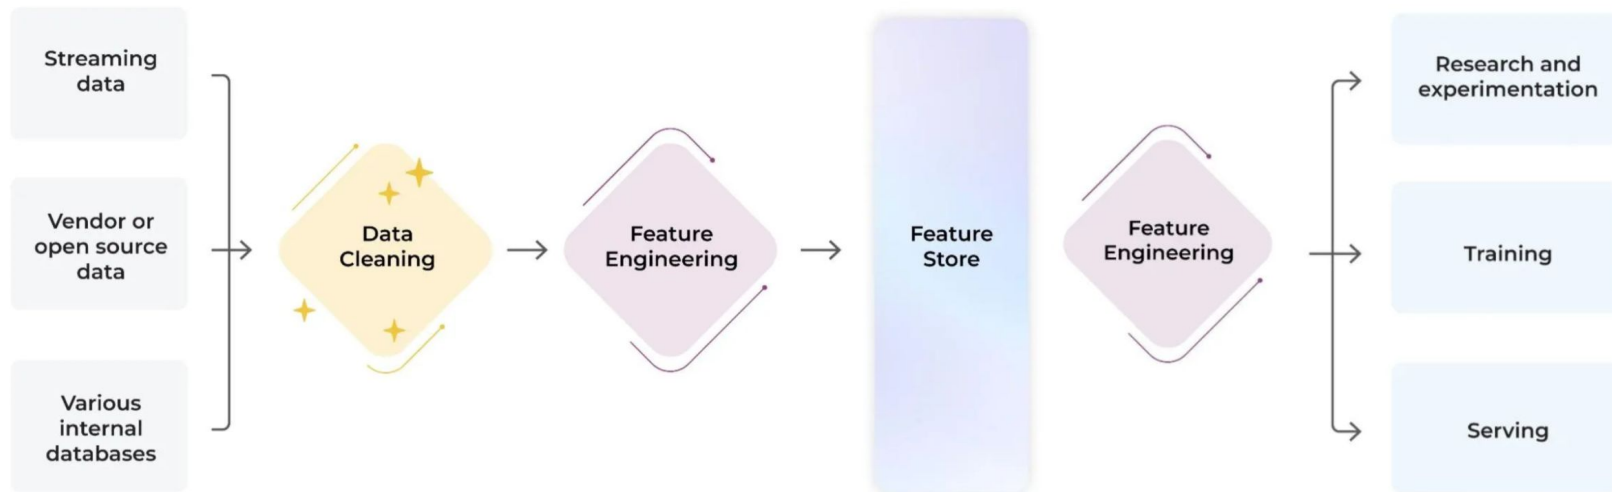 Streaming
data
Vendor or
open source
data
Various
internal
databases
Data
Cleaning
Feature
Engineering
Feature
Store
Feature
Engineering
Research and
experimentation
Training
Serving